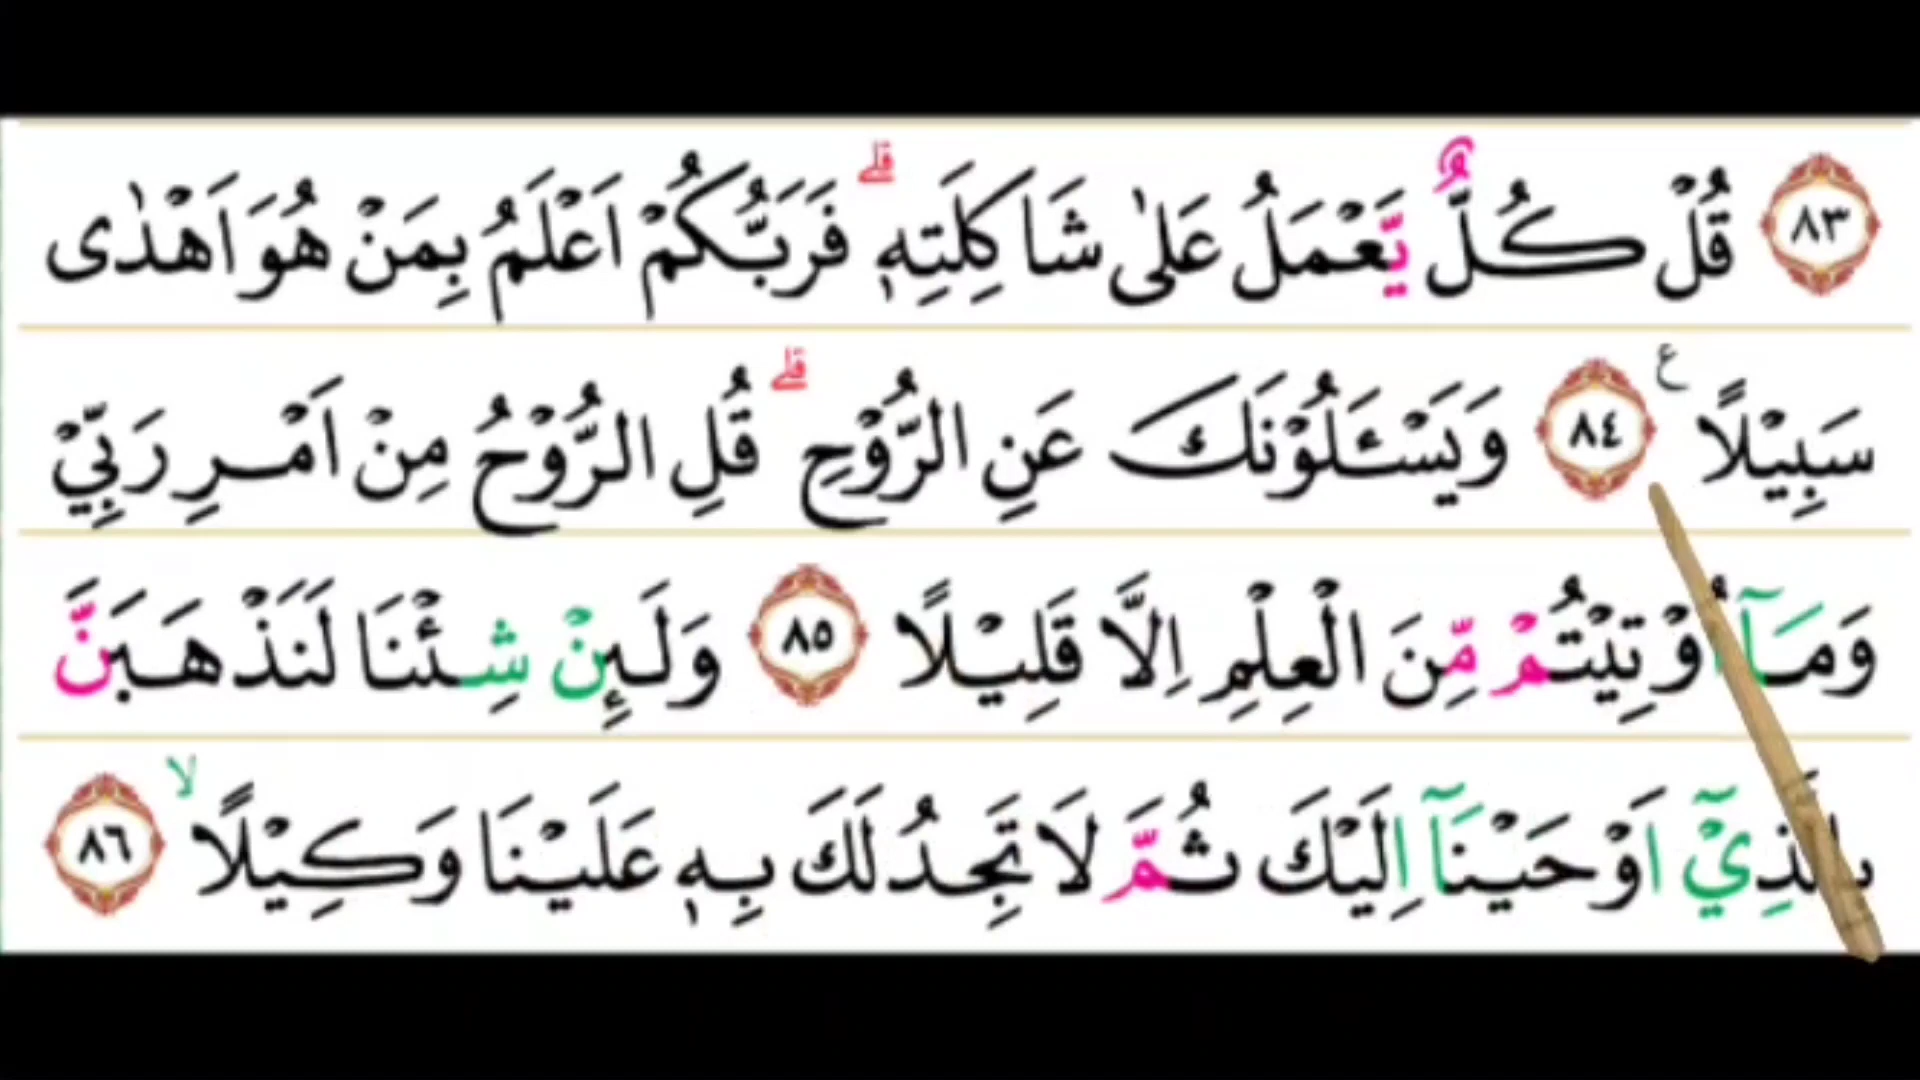 ٨٣ قُلْ كُلٌّ يَّعْمَلُ عَلٰى شَاكِلَتِهٖ ۗ فَرَبُّكُمْ اَعْلَمُ بِمَنْ هُوَ اَهْدٰى
سَبِيْلًا ࣖ ٨٤ وَيَسْـَٔلُوْنَكَ عَنِ الرُّوْحِ ۗ قُلِ الرُّوْحُ مِنْ اَمْرِ رَبِّيْ
وَمَآ اُوْتِيْتُمْ مِّنَ الْعِلْمِ اِلَّا قَلِيْلًا ٨٥ وَلَىِٕنْ شِئْنَا لَنَذْهَبَنَّ
بِالَّذِيْٓ اَوْحَيْنَآ اِلَيْكَ ثُمَّ لَا تَجِدُ لَكَ بِهٖ عَلَيْنَا وَكِيْلًا ۙ ٨٦